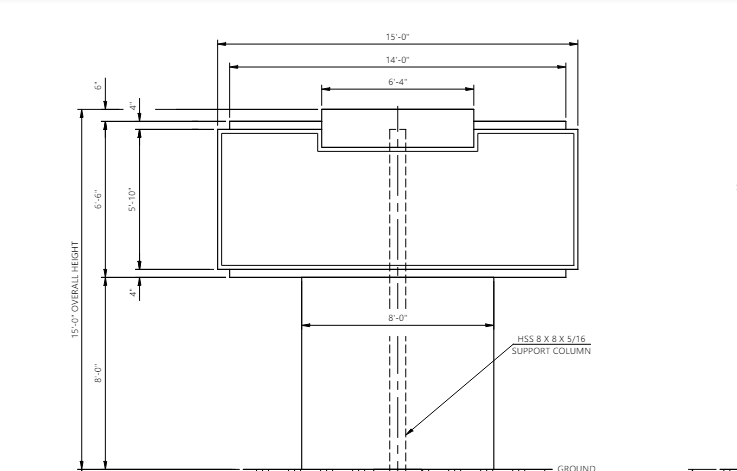 15'-0"
14'-0"
6'-4"
6"
4"
6'-6"
5'-10"
15'-0" OVERALL HEIGHT
4"
8'-0"
8'-0"
HSS 8 X 8 X 5/16
SUPPORT COLUMN
GROUND